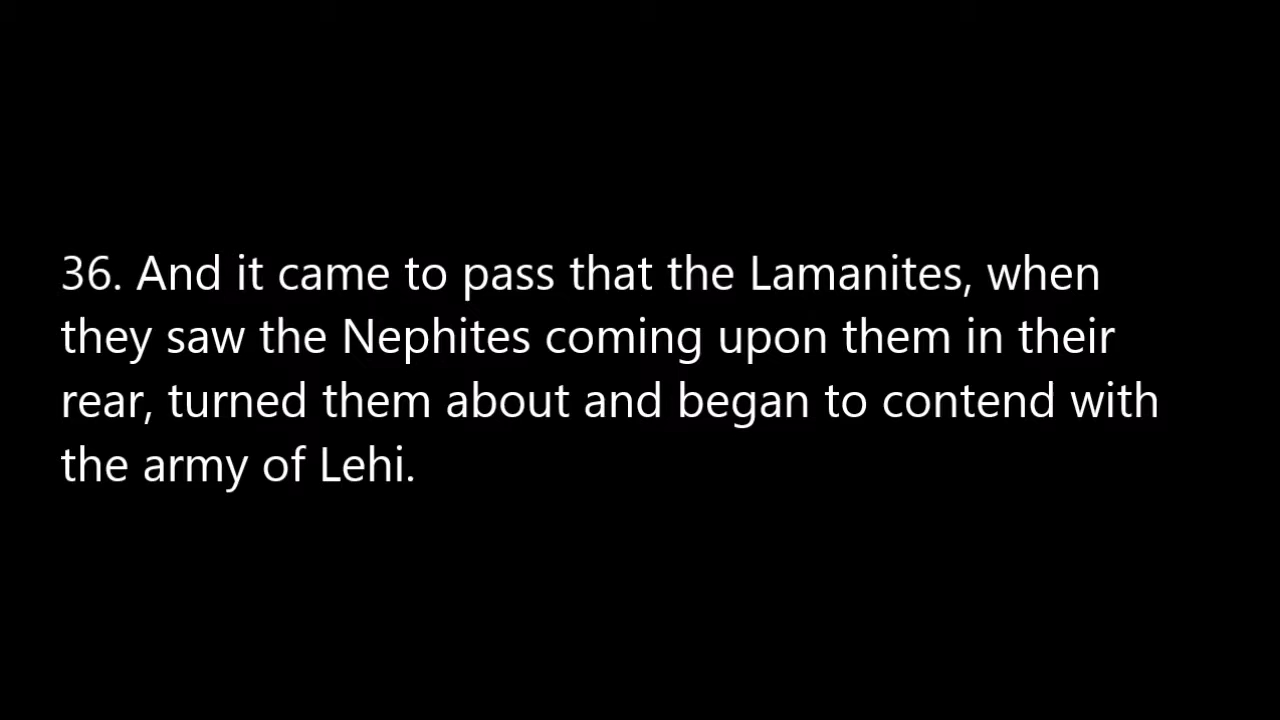 36. And it came to pass that the Lamanites, when
they saw the Nephites coming upon them in their
rear, turned them about and began to contend with
the army of Lehi.